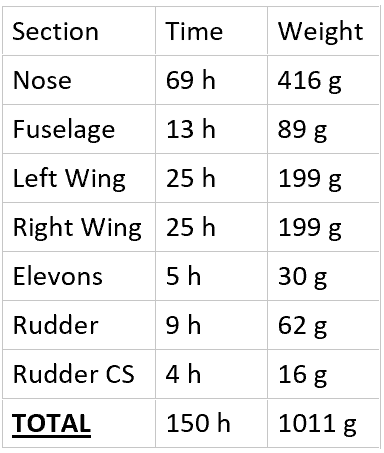 Section Time Weight
Nose 69 h 416 g
Fuselage 13 h 89 g
Left Wing 25 h 199 g
Right Wing 25 h 199 g
Elevons 5 h 30 g
Rudder 9 h 62 g
Rudder CS 4 h 16 g
TOTAL 150 h 1011 g